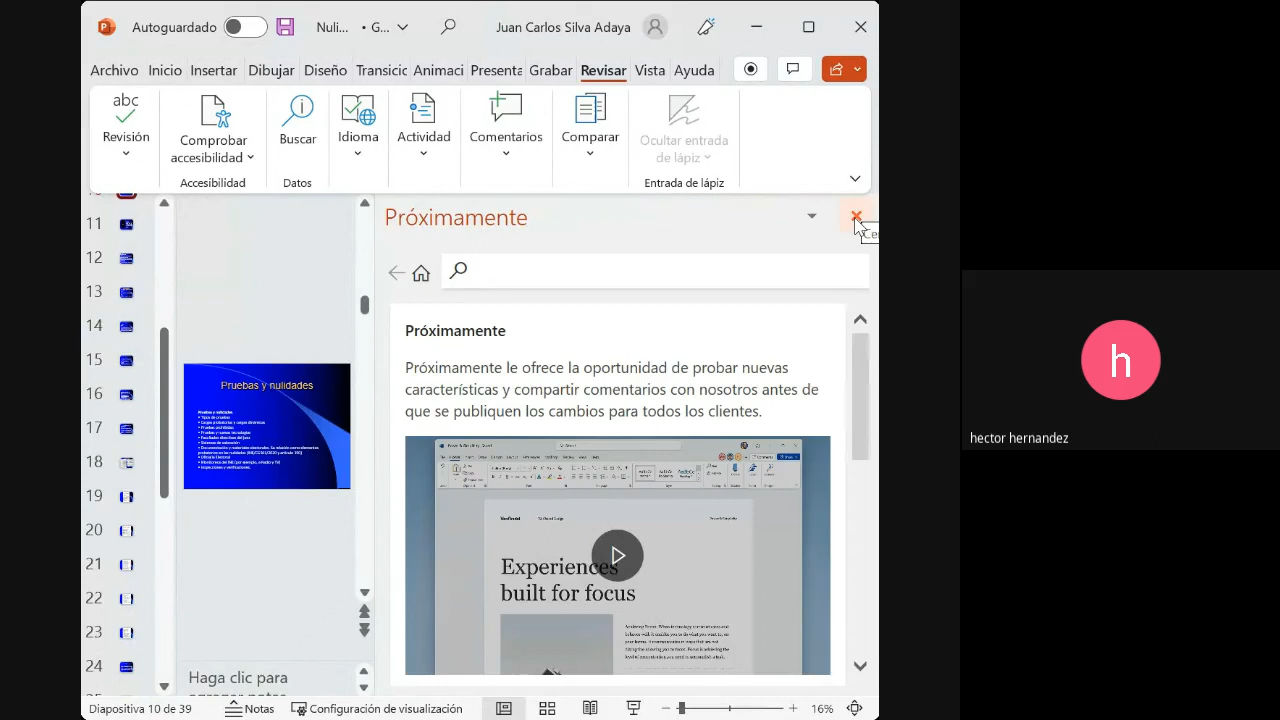 Autoguardado
Nuli... • G...
Juan Carlos Silva Adaya
Archivo Inicio Insertar Dibujar Diseño Transicic Animaci Presenta Grabar Revisar Vista Ayuda
abc
Revisión
Comprobar accesibilidad
Accesibilidad
Buscar
Datos
Idioma
Actividad
Comentarios
Comparar
Ocultar entrada de lápiz
Entrada de lápiz
11
12
13
14
15
16
17
18
19
20
21
22
23
24
Pruebas y nulidades
Pruebas y nulidades
• Tipos de pruebas
Próximamente
Próximamente
Próximamente le ofrece la oportunidad de probar nuevas
características y compartir comentarios con nosotros antes de
que se publiquen los cambios para todos los clientes.
Experiences
built for focus
Haga clic para
Diapositiva 10 de 39
Notas
Configuración de visualización
16%
h
hector hernandez